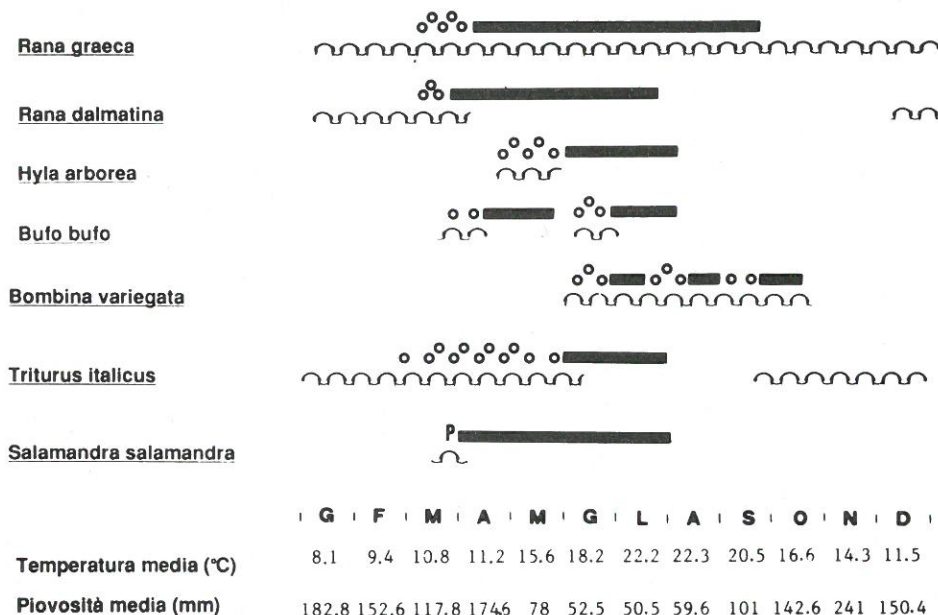 Rana graeca
Rana dalmatina
Hyla arborea
Bufo bufo
Bombina variegata
Triturus italicus
P
Salamandra salamandra
G F M A M G L A S O N D
Temperatura media (°C) 8.1 9.4 10.8 11.2 15.6 18.2 22.2 22.3 20.5 16.6 14.3 11.5
Piovosità media (mm) 182.8 152.6 117.8 174.6 78 52.5 50.5 59.6 101 142.6 241 150.4